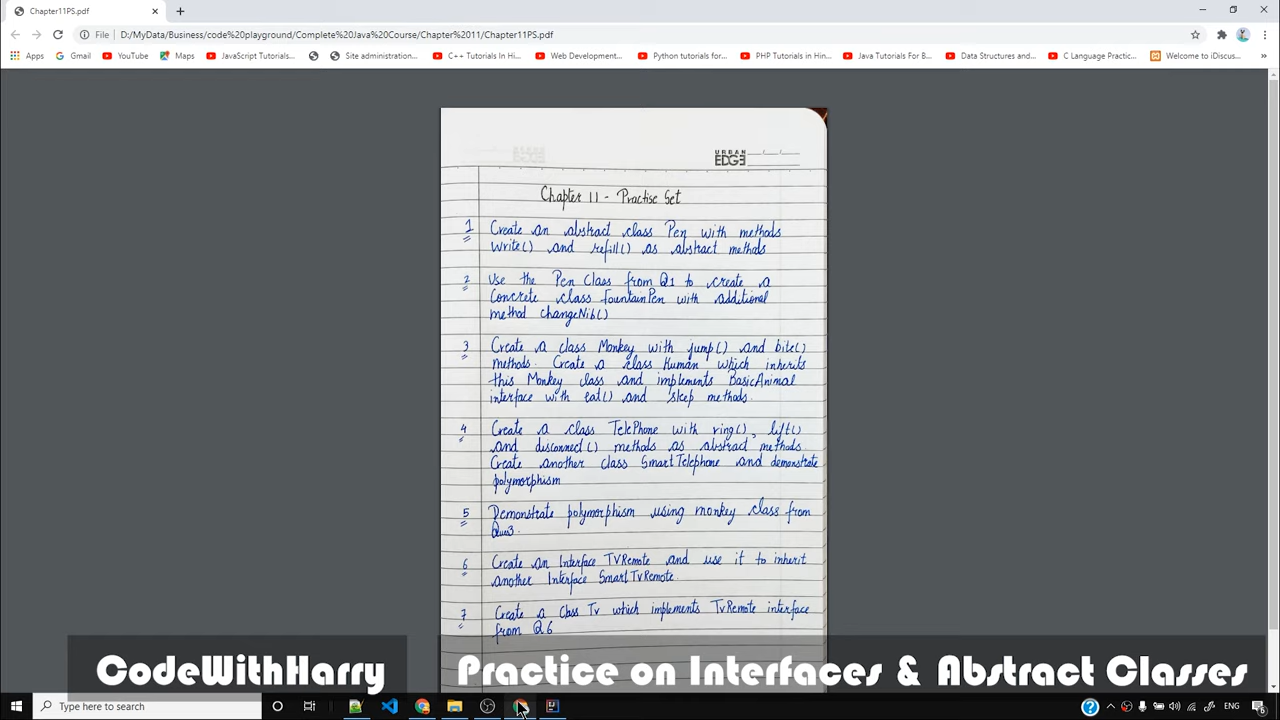 Chapter11PS.pdf
D:/MyData/Business/code%20playground/Complete%20Java%20Course/Chapter%2011/Chapter11PS.pdf
Apps Gmail YouTube Maps JavaScript Tutorials... Site administration... C++ Tutorials In Hi... Web Development... Python tutorials for... PHP Tutorials in Hin... Java Tutorials For B... Data Structures and... C Language Practic... Welcome to iDiscus...
URBAN
EDGE
Chapter 11 - Practise Set
1 Create an abstract class Pen with methods
write() and refill() as abstract methods
2 Use the Pen Class from Q1 to create a
Concrete class fountainPen with additional
method changeNib()
3 Create a class Monkey with jump() and bite()
methods. Create a class Human which inherits
this Monkey class and implements BasicAnimal
interface with eat() and sleep methods.
4 Create a class TelePhone with ring(), lift()
and disconnect() methods as abstract methods.
Create another class SmartTelephone and demonstrate
polymorphism
5 Demonstrate polymorphism using monkey class from
Que3.
6 Create an Interface TVRemote and use it to inherit
another Interface SmartTvRemote.
7 Create a Class Tv which implements TvRemote interface
from Q6
CodeWithHarry Practice on Interfaces & Abstract Classes
Type here to search
ENG